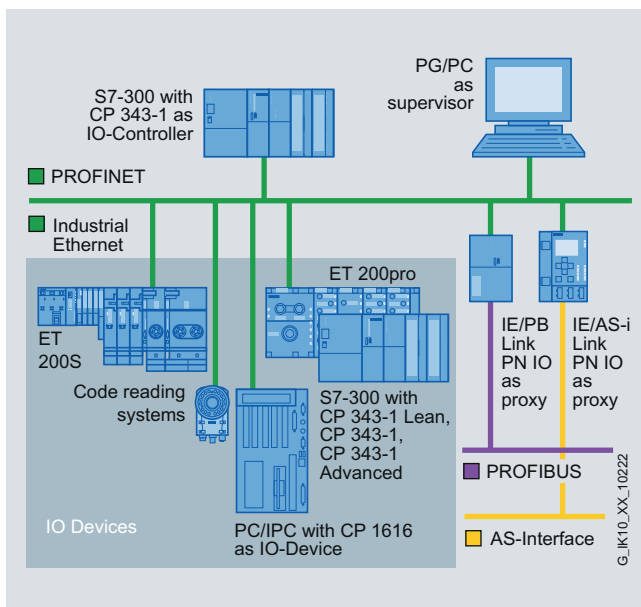 S7-300 with
CP 343-1 as
IO-Controller
PG/PC
as
supervisor
PROFINET
Industrial
Ethernet
ET
200S
ET 200pro
Code reading
systems
S7-300 with
CP 343-1 Lean,
CP 343-1,
CP 343-1
Advanced
PC/IPC with CP 1616
as IO-Device
IO Devices
IE/PB
Link
PN IO
as
proxy
IE/AS-i
Link
PN IO
as
proxy
PROFIBUS
AS-Interface
G_IK10_XX_10222